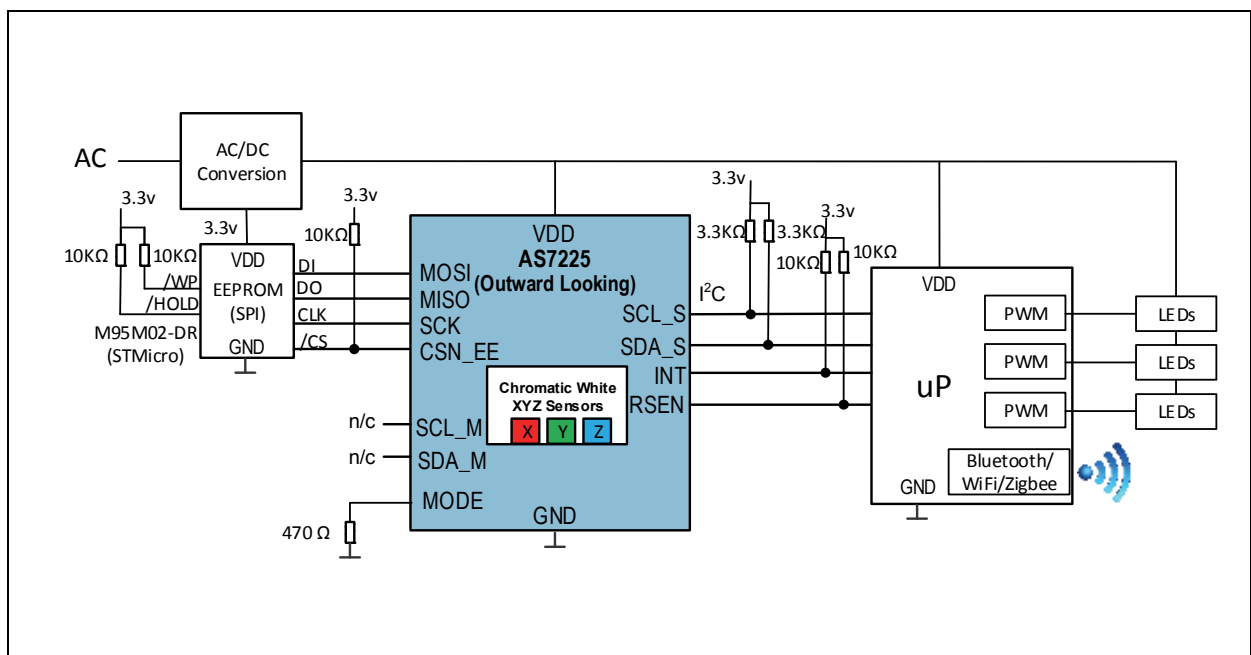 AC
AC/DC
Conversion
3.3v
3.3v
10KΩ
10KΩ
/WP
/HOLD
M95M02-DR
(STMicro)
VDD
EEPROM
(SPI)
GND
DI
DO
CLK
/CS
3.3v
10KΩ
VDD
AS7225
(Outward Looking)
MOSI
MISO
SCK
CSN_EE
n/c
SCL_M
n/c
SDA_M
MODE
470 Ω
Chromatic White
XYZ Sensors
X
Y
Z
GND
SCL_S
SDA_S
INT
RSEN
I²C
3.3v
3.3KΩ
3.3KΩ
3.3v
10KΩ
10KΩ
VDD
uP
PWM
PWM
PWM
Bluetooth/
WiFi/Zigbee
GND
LEDs
LEDs
LEDs